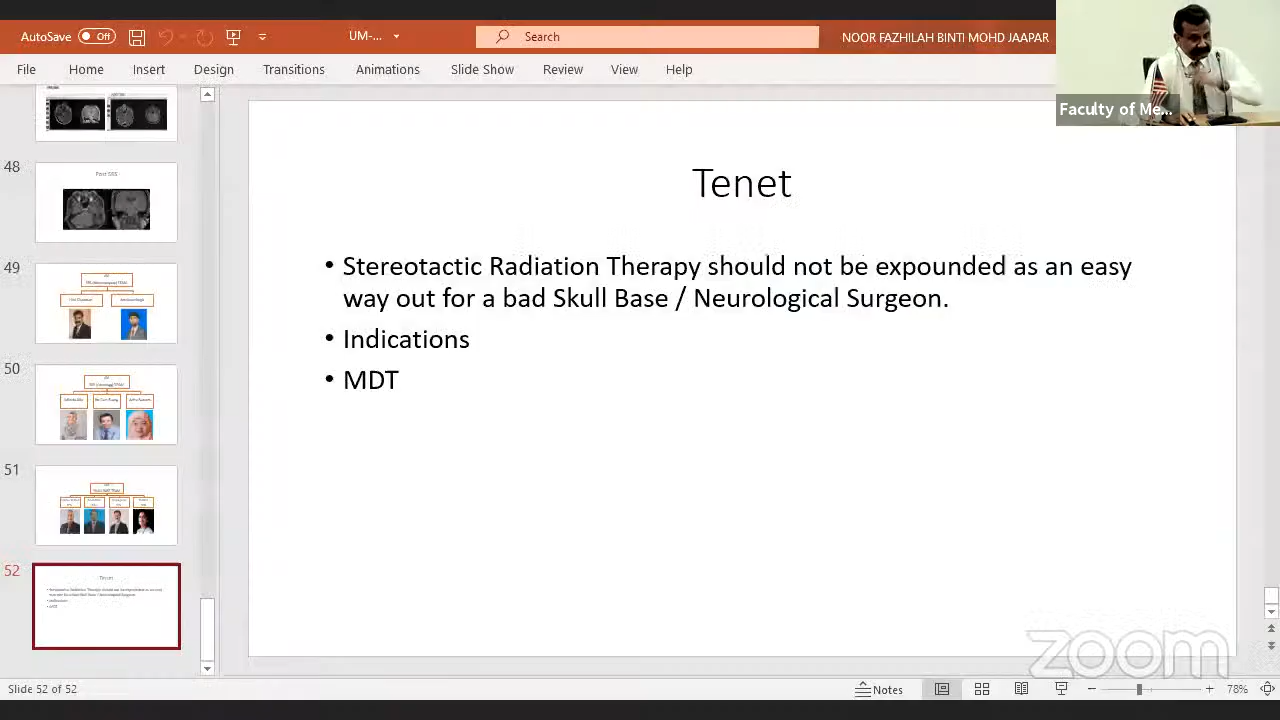 AutoSave Off UM-... Search NOOR FAZHILAH BINTI MOHD JAAPAR
File Home Insert Design Transitions Animations Slide Show Review View Help
Faculty of Me...
48
Post SRS
49
50
51
52
Tenet
Tenet
• Stereotactic Radiation Therapy should not be expounded as an easy
way out for a bad Skull Base / Neurological Surgeon.
• Indications
• MDT
zoom
Slide 52 of 52 Notes 78%